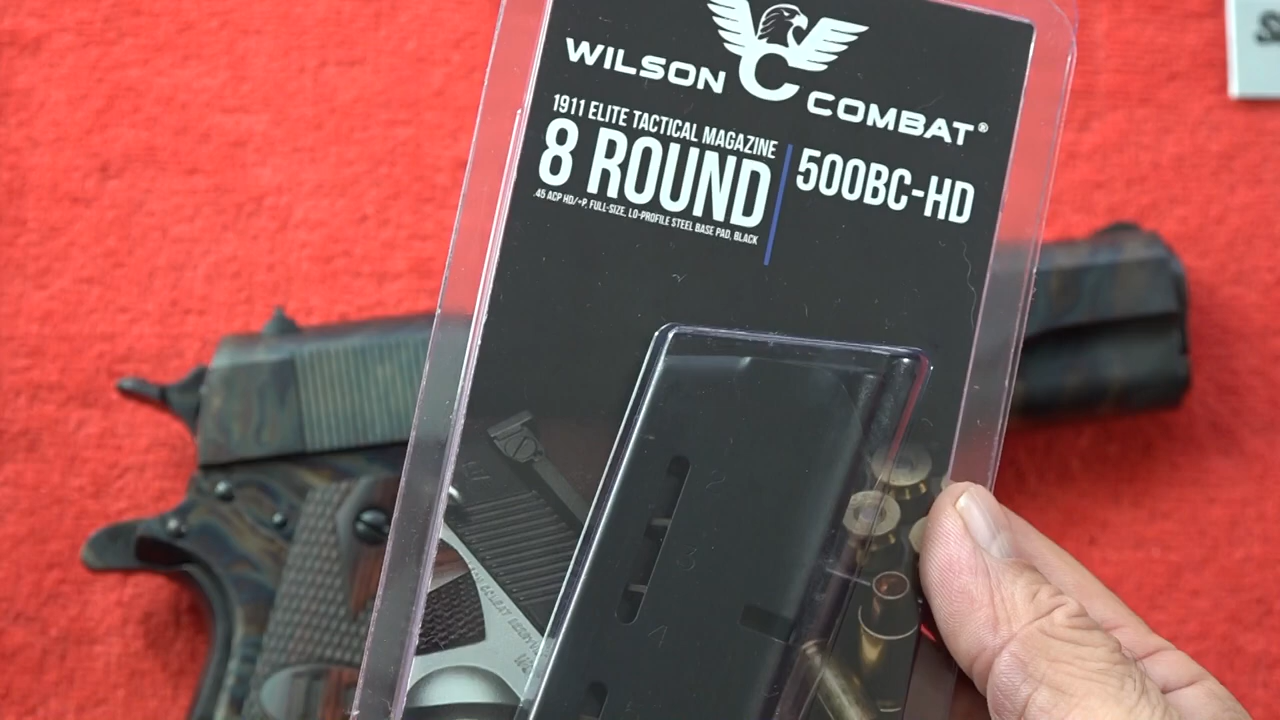 WILSON COMBAT®
1911 ELITE TACTICAL MAGAZINE
8 ROUND
.45 ACP HD/+P, FULL-SIZE, LO-PROFILE STEEL BASE PAD, BLACK
500BC-HD